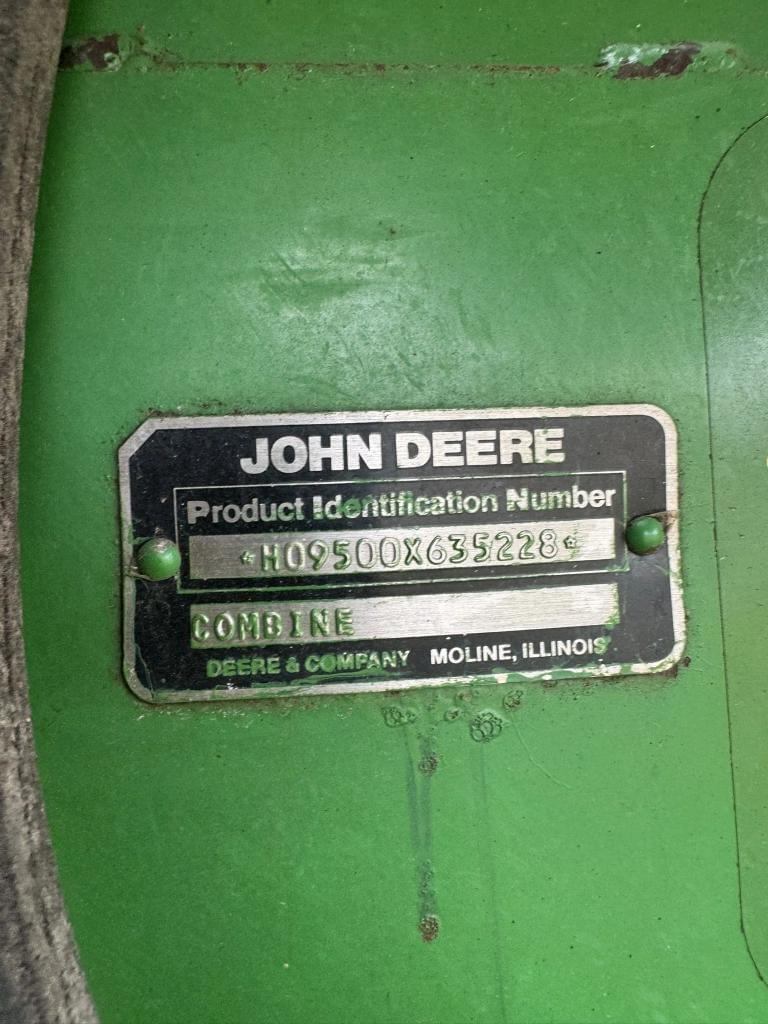 JOHN DEERE
Product Identification Number
*H09500X635228*
COMBINE
DEERE & COMPANY MOLINE, ILLINOIS